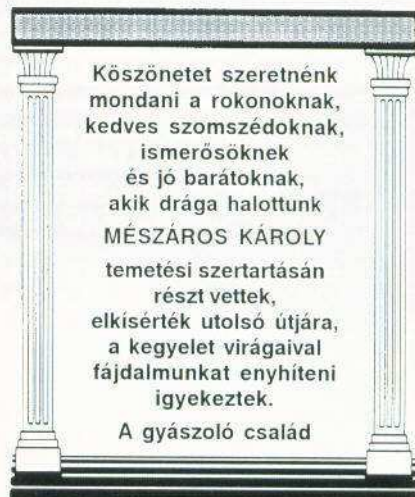 Köszönetet szeretnénk
mondani a rokonoknak,
kedves szomszédoknak,
ismerősöknek
és jó barátoknak,
akik drága halottunk
MÉSZÁROS KÁROLY
temetési szertartásán
részt vettek,
elkísérték utolsó útjára,
a kegyelet virágaival
fájdalmunkat enyhíteni
igyekeztek.
A gyászoló család